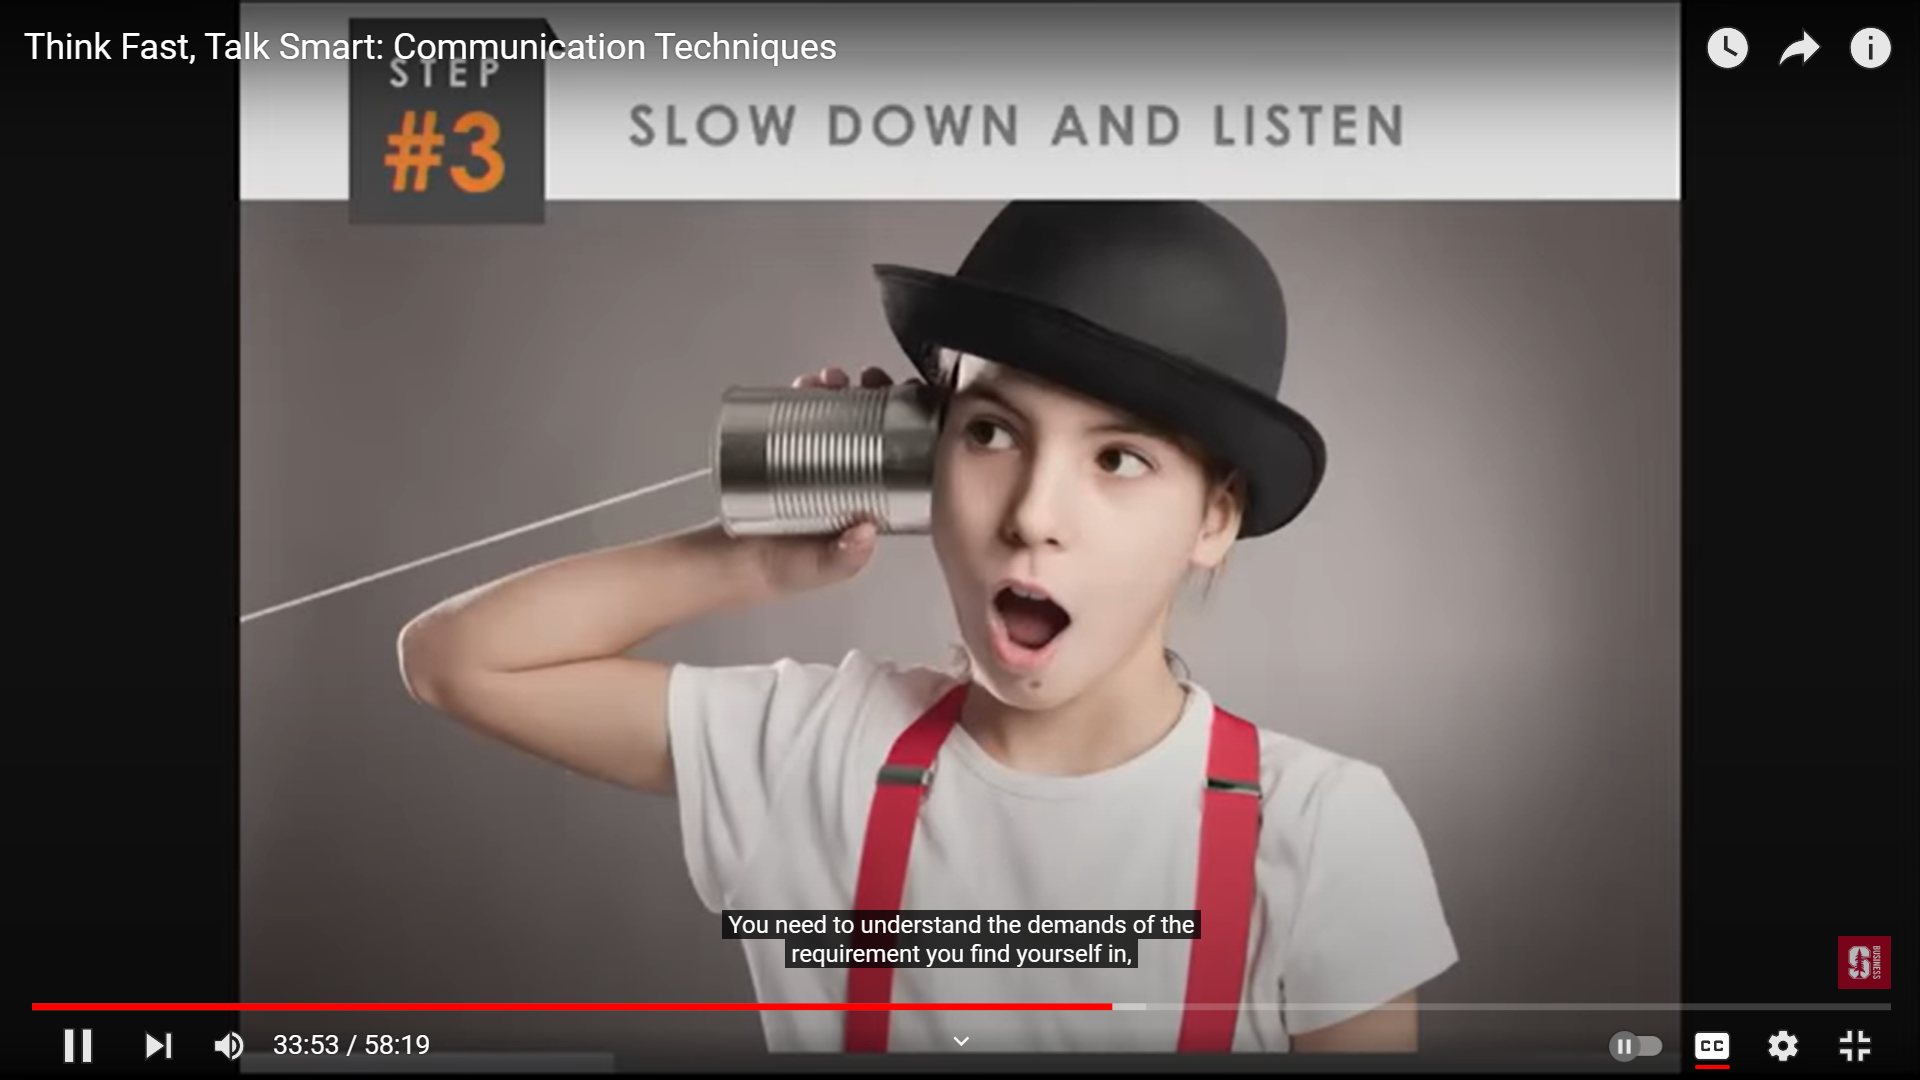 Think Fast, Talk Smart: Communication Techniques
STEP
#3
SLOW DOWN AND LISTEN
You need to understand the demands of the
requirement you find yourself in,
S BUSINESS
33:53 / 58:19
CC